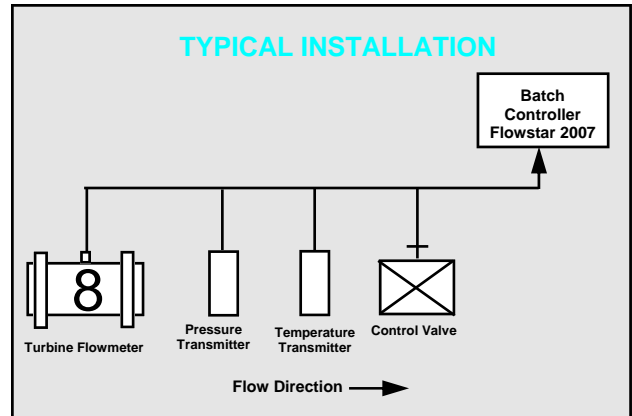 TYPICAL INSTALLATION
Batch
Controller
Flowstar 2007
8
Turbine Flowmeter
Pressure
Transmitter
Temperature
Transmitter
Control Valve
Flow Direction